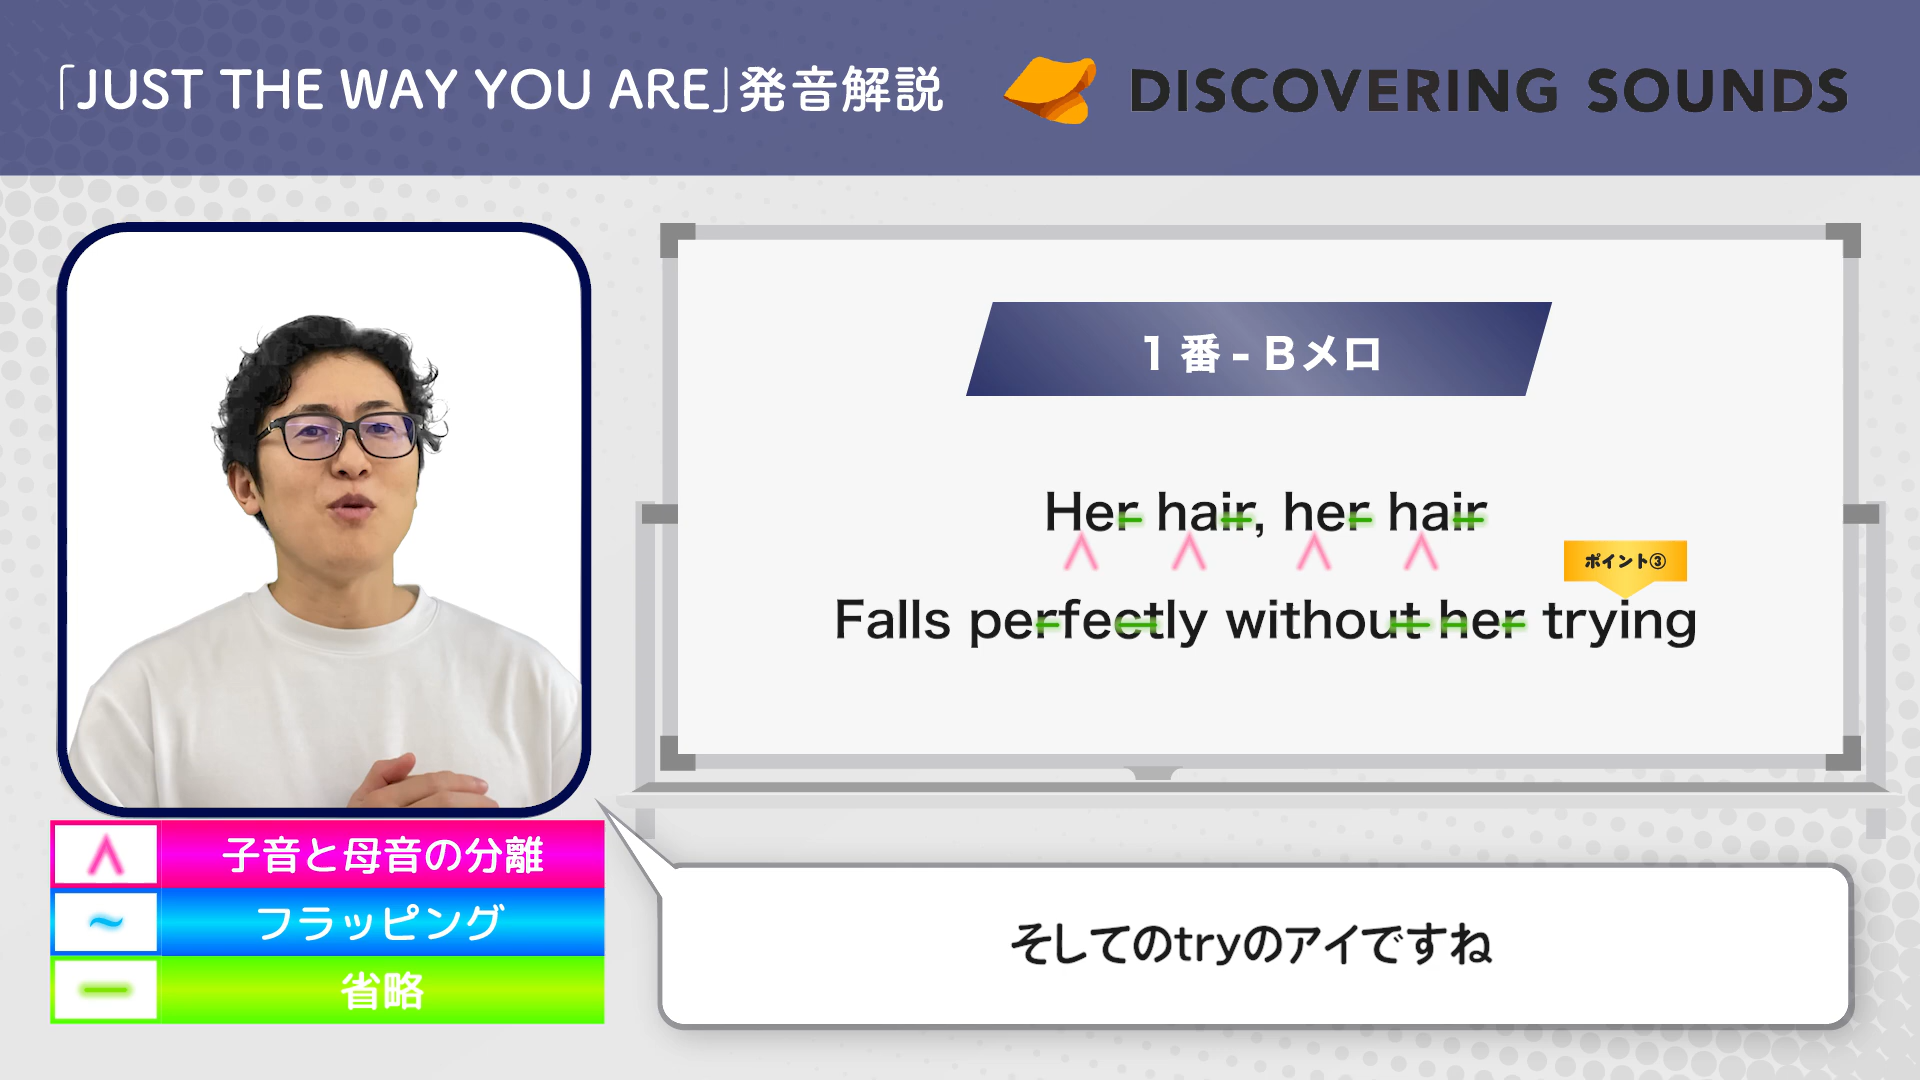 「JUST THE WAY YOU ARE」発音解説
DISCOVERING SOUNDS
1番-Bメロ
Her hair, her hair
ポイント③
Falls perfectly without her trying
子音と母音の分離
フラッピング
省略
そしてのtryのアイですね